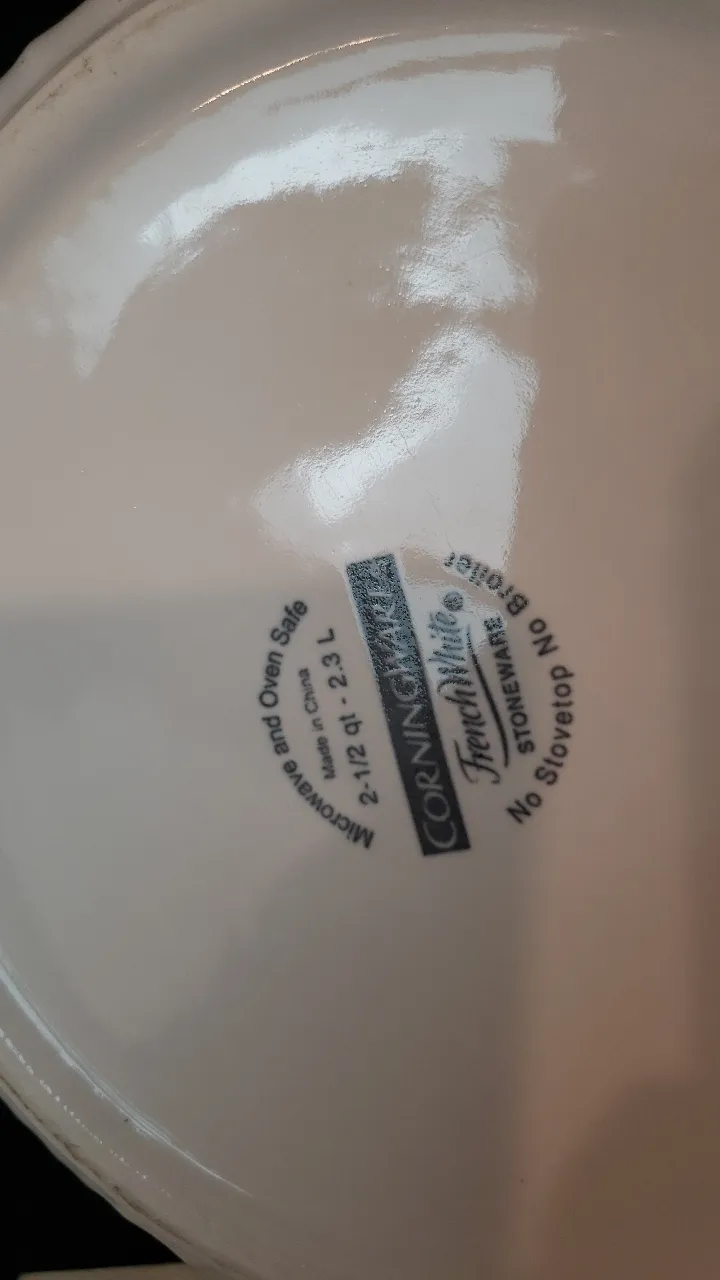 Microwave and Oven Safe
Made in China
2-1/2 qt - 2.3 L
CORNINGWARE
French White®
STONEWARE
No Stovetop No Broiler